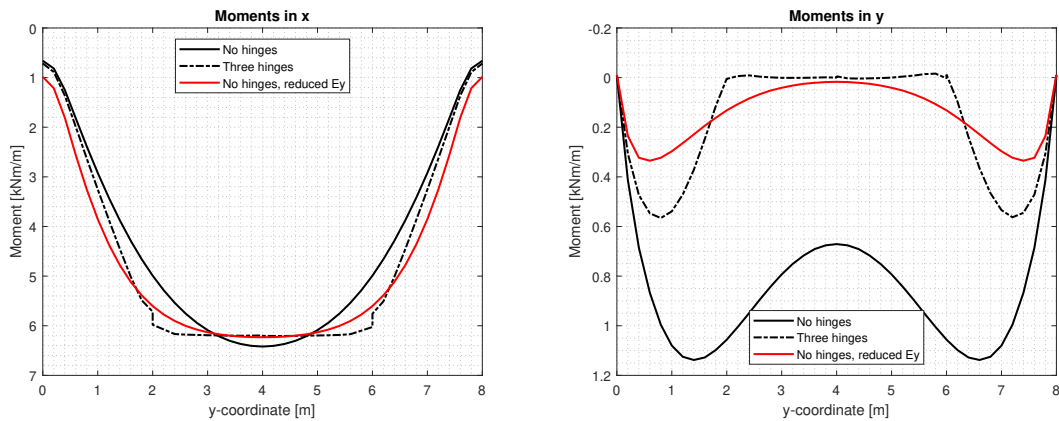 Moments in x
0
1
2
3
4
5
6
7
Moment [kNm/m]
No hinges
Three hinges
No hinges, reduced Ey
0 1 2 3 4 5 6 7 8
y-coordinate [m]
Moments in y
-0.2
0
0.2
0.4
0.6
0.8
1
1.2
Moment [kNm/m]
No hinges
Three hinges
No hinges, reduced Ey
0 1 2 3 4 5 6 7 8
y-coordinate [m]